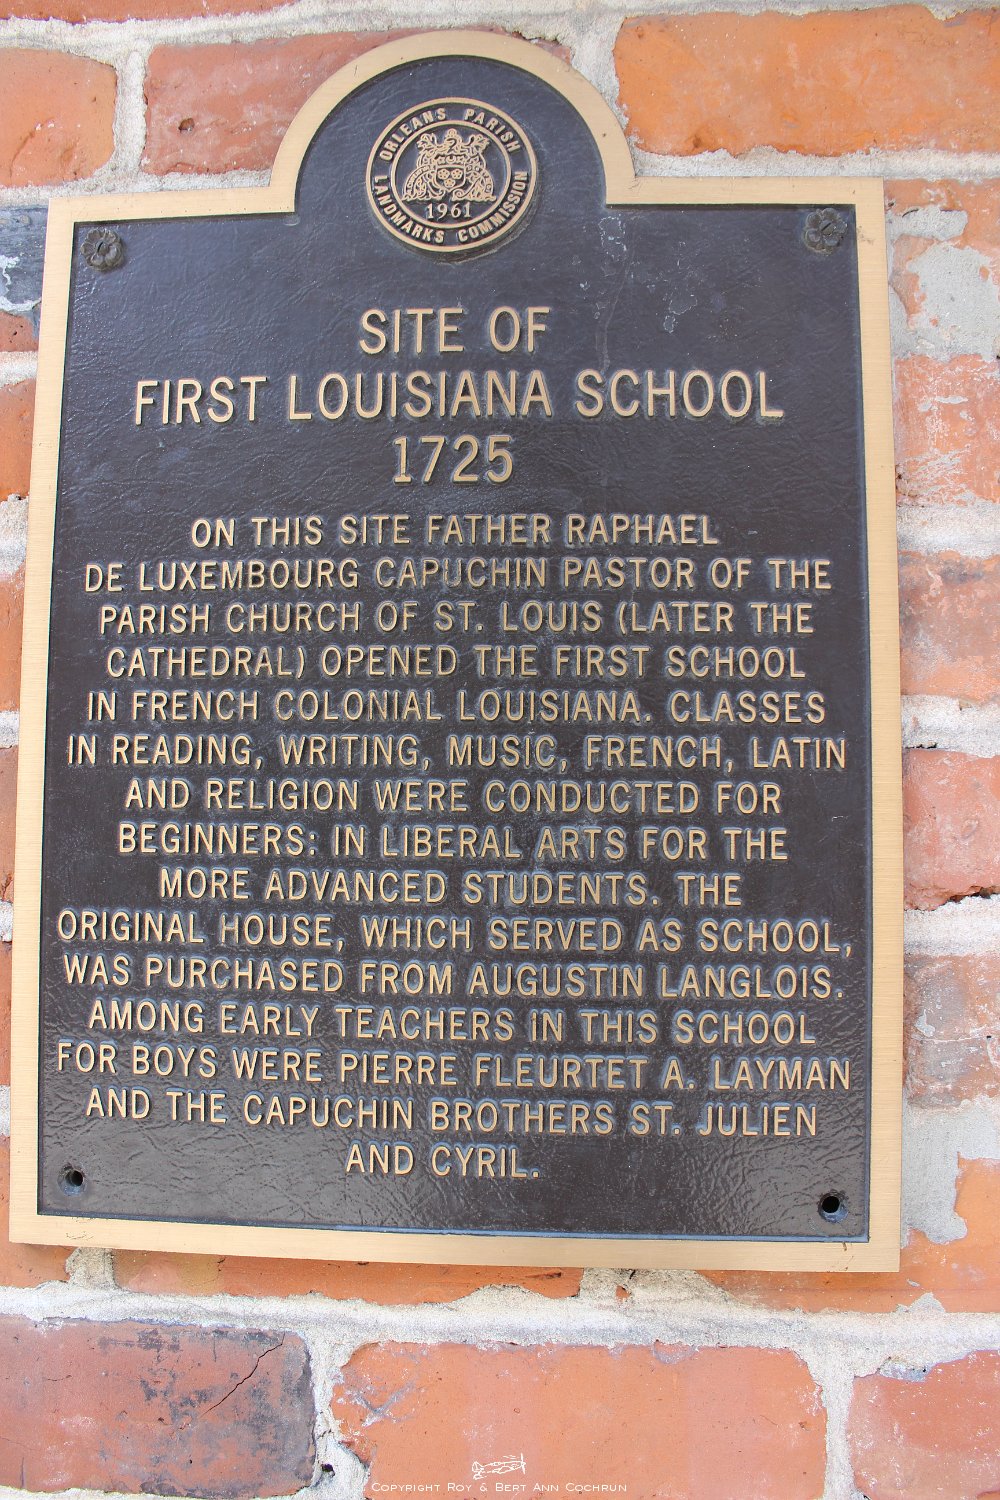 ORLEANS PARISH
LANDMARKS COMMISSION
1961
SITE OF
FIRST LOUISIANA SCHOOL
1725
ON THIS SITE FATHER RAPHAEL
DE LUXEMBOURG CAPUCHIN PASTOR OF THE
PARISH CHURCH OF ST. LOUIS (LATER THE
CATHEDRAL) OPENED THE FIRST SCHOOL
IN FRENCH COLONIAL LOUISIANA. CLASSES
IN READING, WRITING, MUSIC, FRENCH, LATIN
AND RELIGION WERE CONDUCTED FOR
BEGINNERS: IN LIBERAL ARTS FOR THE
MORE ADVANCED STUDENTS. THE
ORIGINAL HOUSE, WHICH SERVED AS SCHOOL,
WAS PURCHASED FROM AUGUSTIN LANGLOIS.
AMONG EARLY TEACHERS IN THIS SCHOOL
FOR BOYS WERE PIERRE FLEURTET A. LAYMAN
AND THE CAPUCHIN BROTHERS ST. JULIEN
AND CYRIL.
COPYRIGHT ROY & BERT ANN COCHRUN